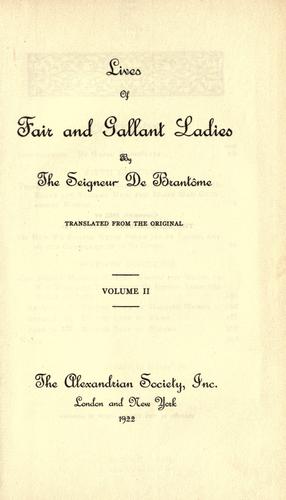 Lives
Of
Fair and Gallant Ladies
By
The Seigneur De Brantôme
TRANSLATED FROM THE ORIGINAL
VOLUME II
The Alexandrian Society, Inc.
London and New York
1922